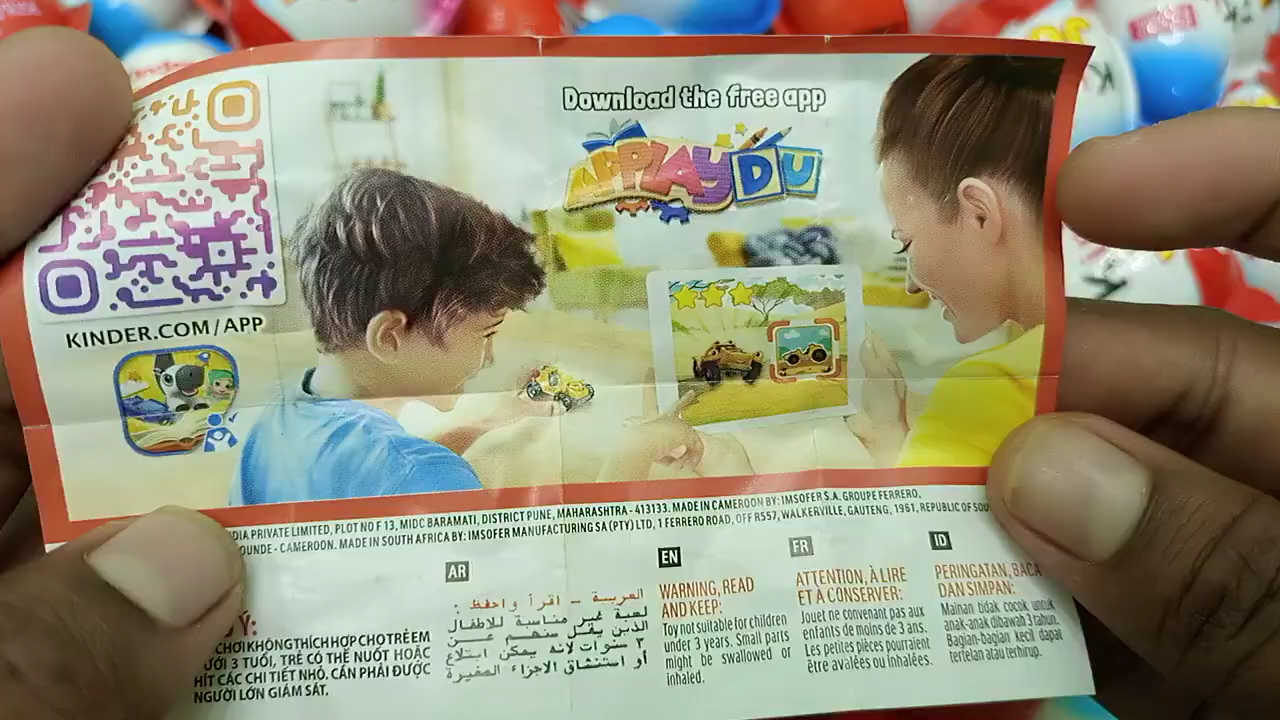 Download the free app
APPLAYDU
KINDER.COM/APP
DIA PRIVATE LIMITED, PLOT NO F 13, MIDC BARAMATI, DISTRICT PUNE, MAHARASHTRA - 413133. MADE IN CAMEROON BY: IMSOFER S.A. GROUPE FERRERO,
OUNDE - CAMEROON. MADE IN SOUTH AFRICA BY: IMSOFER MANUFACTURING SA (PTY) LTD, 1 FERRERO ROAD, OFF R557, WALKERVILLE, GAUTENG, 1961, REPUBLIC OF SOU
Ý:
CHƠI KHÔNG THÍCH HỢP CHO TRẺ EM
ƯỚI 3 TUỔI, TRẺ CÓ THỂ NUỐT HOẶC
HÍT CÁC CHI TIẾT NHỎ. CẦN PHẢI ĐƯỢC
NGƯỜI LỚN GIÁM SÁT.
AR
العربية - اقرأ واحفظ :
لعبة غير مناسبة للاطفال
الذين يقل سنهم عن
٣ سنوات لانه يمكن ابتلاع
أو استنشاق الاجزاء الصغيرة
EN
WARNING, READ
AND KEEP:
Toy not suitable for children
under 3 years. Small parts
might be swallowed or
inhaled.
FR
ATTENTION, À LIRE
ET À CONSERVER:
Jouet ne convenant pas aux
enfants de moins de 3 ans.
Les petites pièces pourraient
être avalées ou inhalées.
ID
PERINGATAN, BACA
DAN SIMPAN:
Mainan tidak cocok untuk
anak-anak dibawah 3 tahun.
Bagian-bagian kecil dapat
tertelan atau terhirup.